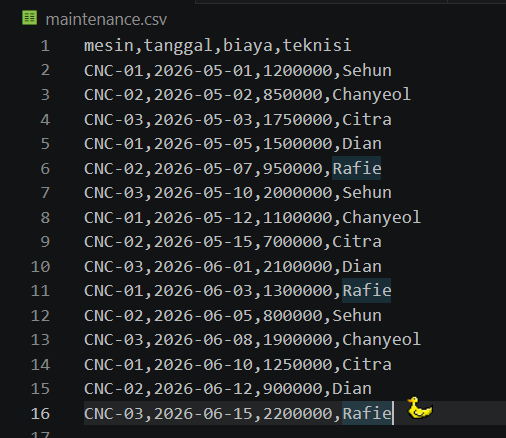 maintenance.csv
1 mesin,tanggal,biaya,teknisi
2 CNC-01,2026-05-01,1200000,Sehun
3 CNC-02,2026-05-02,850000,Chanyeol
4 CNC-03,2026-05-03,1750000,Citra
5 CNC-01,2026-05-05,1500000,Dian
6 CNC-02,2026-05-07,950000,Rafie
7 CNC-03,2026-05-10,2000000,Sehun
8 CNC-01,2026-05-12,1100000,Chanyeol
9 CNC-02,2026-05-15,700000,Citra
10 CNC-03,2026-06-01,2100000,Dian
11 CNC-01,2026-06-03,1300000,Rafie
12 CNC-02,2026-06-05,800000,Sehun
13 CNC-03,2026-06-08,1900000,Chanyeol
14 CNC-01,2026-06-10,1250000,Citra
15 CNC-02,2026-06-12,900000,Dian
16 CNC-03,2026-06-15,2200000,Rafie
17